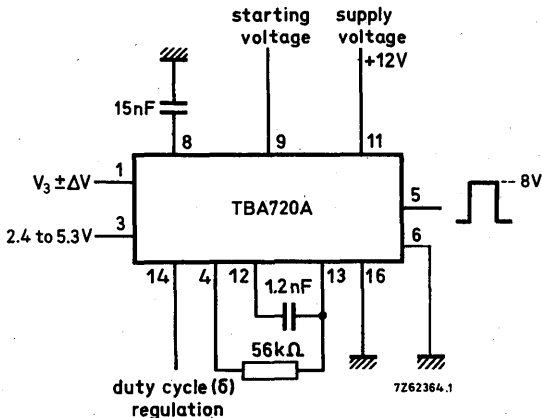 starting voltage
supply voltage
+12V
15nF
8
9
11
1
V₃ ±ΔV
TBA720A
5
8V
3
2.4 to 5.3V
6
14
4
12
13
16
1.2nF
56kΩ
duty cycle (δ)
regulation
7Z62364.1